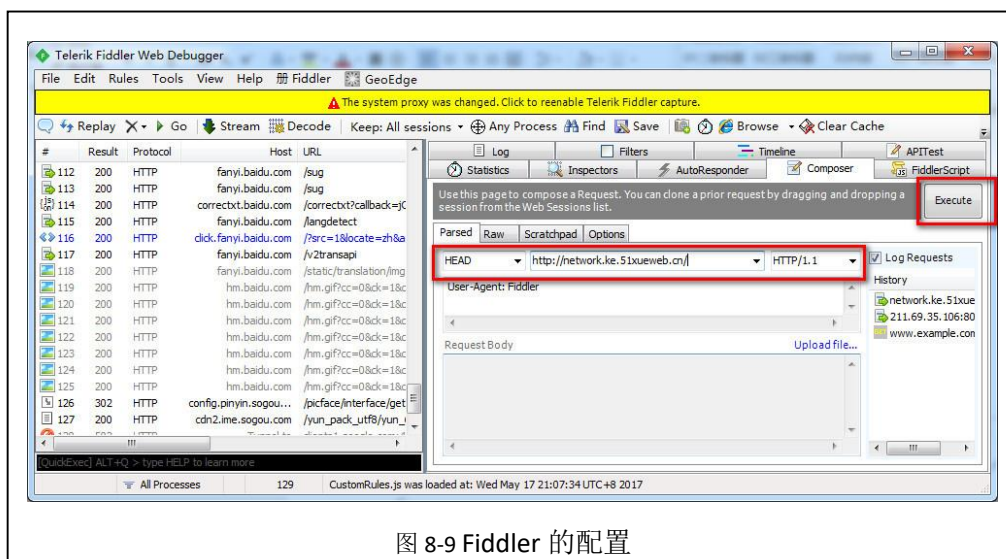 Telerik Fiddler Web Debugger
File Edit Rules Tools View Help 册 Fiddler GeoEdge
The system proxy was changed. Click to reenable Telerik Fiddler capture.
Replay X Go Stream Decode Keep: All sessions Any Process Find Save Browse Clear Cache
# Result Protocol Host URL
112 200 HTTP fanyi.baidu.com /sug
113 200 HTTP fanyi.baidu.com /sug
114 200 HTTP correctxt.baidu.com /correctxt?callback=jQ
115 200 HTTP fanyi.baidu.com /langdetect
116 200 HTTP click.fanyi.baidu.com /?src=1&locate=zh&a
117 200 HTTP fanyi.baidu.com /v2transapi
118 200 HTTP fanyi.baidu.com /static/translation/img
119 200 HTTP hm.baidu.com /hm.gif?cc=0&ck=1&c
120 200 HTTP hm.baidu.com /hm.gif?cc=0&ck=1&c
121 200 HTTP hm.baidu.com /hm.gif?cc=0&ck=1&c
122 200 HTTP hm.baidu.com /hm.gif?cc=0&ck=1&c
123 200 HTTP hm.baidu.com /hm.gif?cc=0&ck=1&c
124 200 HTTP hm.baidu.com /hm.gif?cc=0&ck=1&c
125 200 HTTP hm.baidu.com /hm.gif?cc=0&ck=1&c
126 302 HTTP config.pinyin.sogou... /picface/interface/get
127 200 HTTP cdn2.ime.sogou.com /yun_pack_utf8/yun_
[QuickExec] ALT+Q > type HELP to learn more
Log Filters Timeline APITest
Statistics Inspectors AutoResponder Composer FiddlerScript
Use this page to compose a Request. You can clone a prior request by dragging and dropping a
session from the Web Sessions list.
Execute
Parsed Raw Scratchpad Options
HEAD http://network.ke.51xueweb.cn/ HTTP/1.1
Log Requests
User-Agent: Fiddler
History
network.ke.51xue
211.69.35.106:80
www.example.con
Request Body Upload file...
All Processes 129 CustomRules.js was loaded at: Wed May 17 21:07:34 UTC+8 2017
图 8-9 Fiddler 的配置